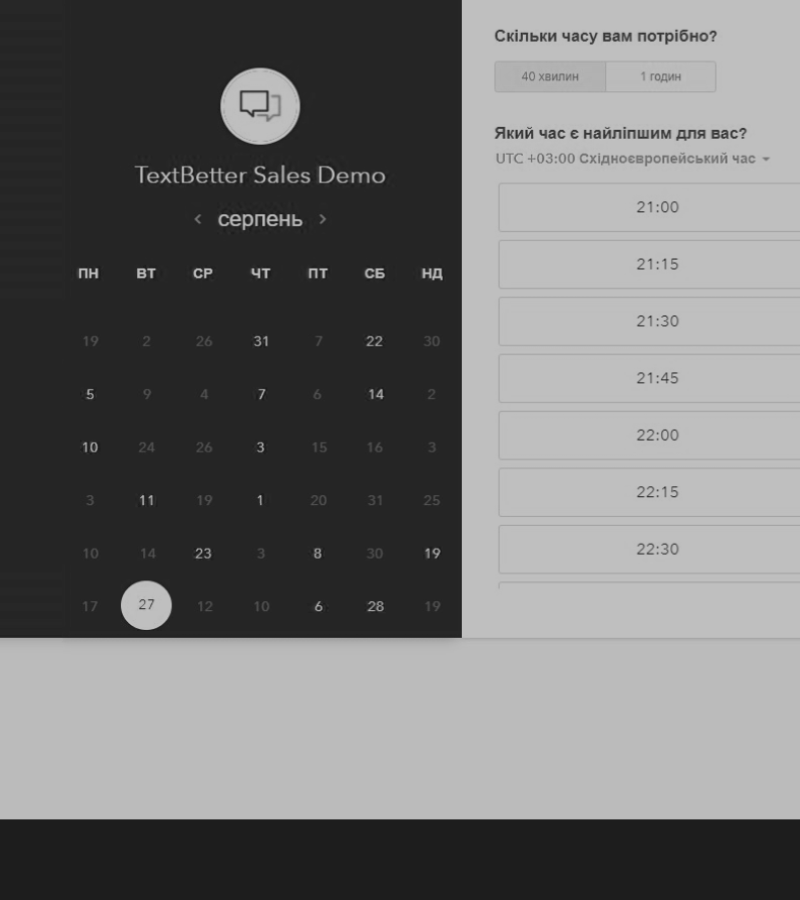 TextBetter Sales Demo
< серпень >
ПН ВТ СР ЧТ ПТ СБ НД
19 2 26 31 7 22 30
5 9 4 7 6 14 2
10 24 26 3 15 16 3
3 11 19 1 20 31 25
10 14 23 3 8 30 19
17 27 12 10 6 28 19
Скільки часу вам потрібно?
40 хвилин 1 годин
Який час є найліпшим для вас?
UTC +03:00 Східноєвропейський час
21:00
21:15
21:30
21:45
22:00
22:15
22:30